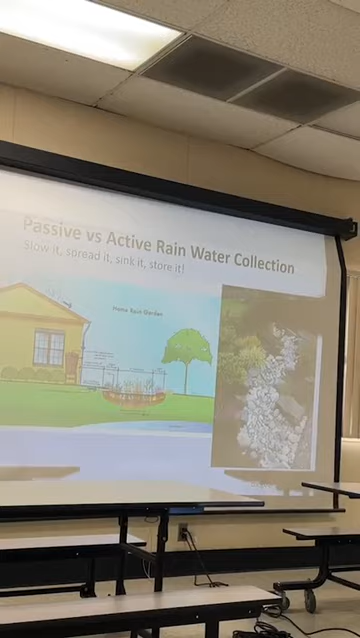 Passive vs Active Rain Water Collection
Slow it, spread it, sink it, store it!
Home Rain Garden